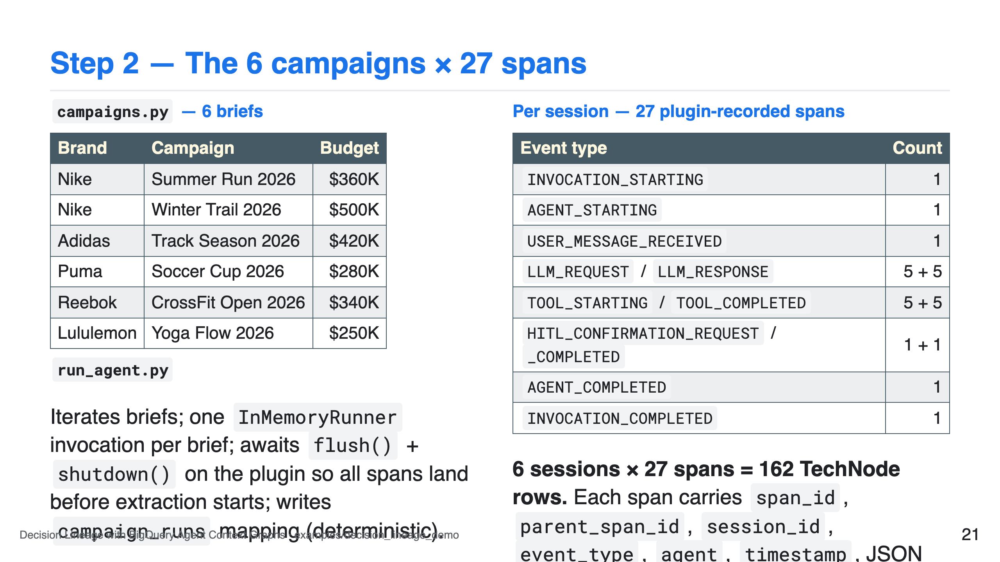 Step 2 — The 6 campaigns × 27 spans
campaigns.py — 6 briefs
Brand Campaign Budget
Nike Summer Run 2026 $360K
Nike Winter Trail 2026 $500K
Adidas Track Season 2026 $420K
Puma Soccer Cup 2026 $280K
Reebok CrossFit Open 2026 $340K
Lululemon Yoga Flow 2026 $250K
run_agent.py
Iterates briefs; one InMemoryRunner
invocation per brief; awaits flush() +
shutdown() on the plugin so all spans land
before extraction starts; writes
campaign_runs mapping (deterministic).
Per session — 27 plugin-recorded spans
Event type Count
INVOCATION_STARTING 1
AGENT_STARTING 1
USER_MESSAGE_RECEIVED 1
LLM_REQUEST / LLM_RESPONSE 5 + 5
TOOL_STARTING / TOOL_COMPLETED 5 + 5
HITL_CONFIRMATION_REQUEST /
_COMPLETED 1 + 1
AGENT_COMPLETED 1
INVOCATION_COMPLETED 1
6 sessions × 27 spans = 162 TechNode
rows. Each span carries span_id ,
parent_span_id , session_id ,
event_type , agent , timestamp , JSON
Decision Lineage with BigQuery Agent Context Graphs · examples/decision_lineage_demo
21